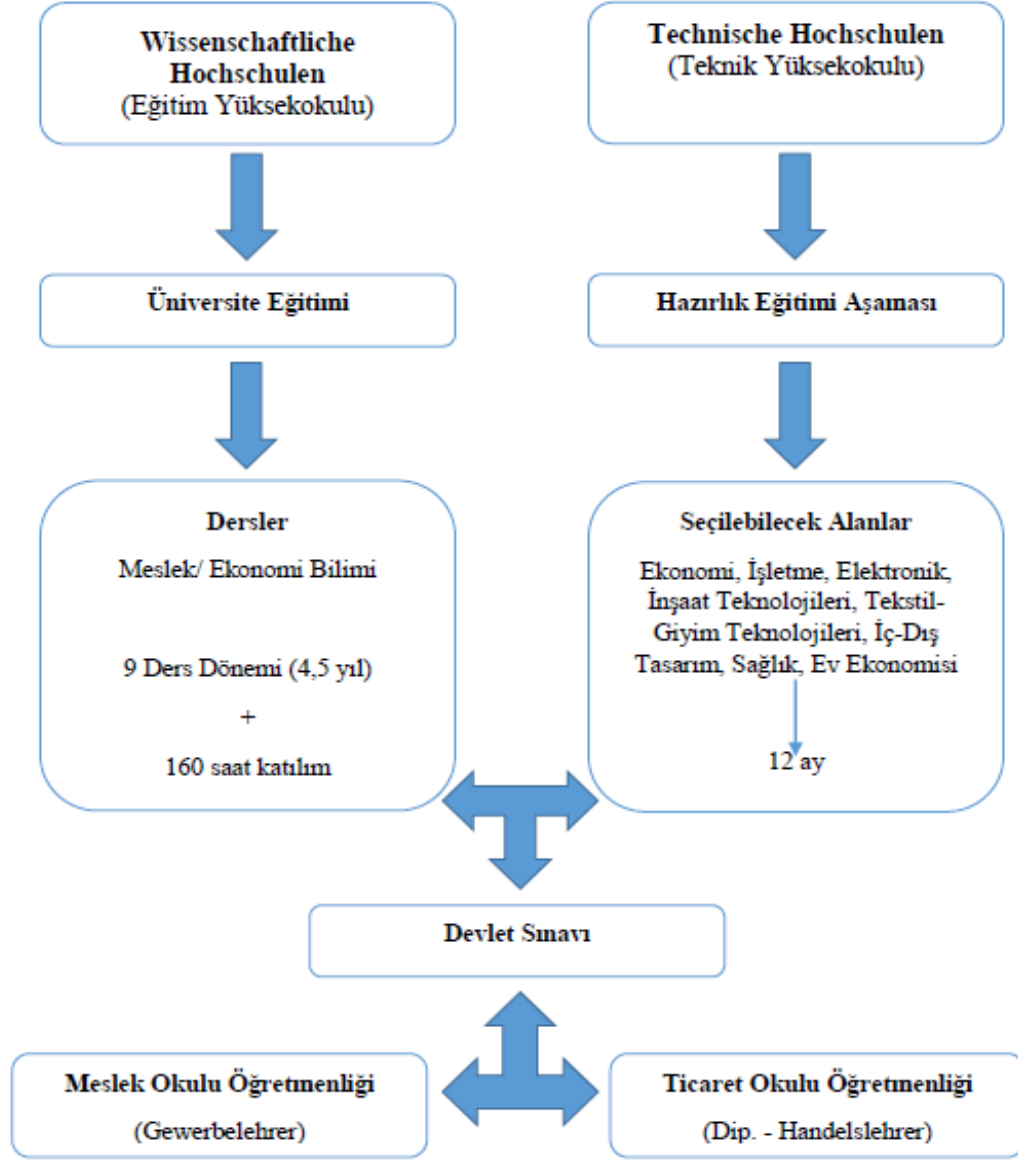 Wissenschaftliche
Hochschulen
(Eğitim Yüksekokulu)
Technische Hochschulen
(Teknik Yüksekokulu)
Üniversite Eğitimi
Hazırlık Eğitimi Aşaması
Dersler
Meslek/ Ekonomi Bilimi
9 Ders Dönemi (4,5 yıl)
+
160 saat katılım
Seçilebilecek Alanlar
Ekonomi, İşletme, Elektronik,
İnşaat Teknolojileri, Tekstil-
Giyim Teknolojileri, İç-Dış
Tasarım, Sağlık, Ev Ekonomisi
12 ay
Devlet Sınavı
Meslek Okulu Öğretmenliği
(Gewerbelehrer)
Ticaret Okulu Öğretmenliği
(Dip. - Handelslehrer)